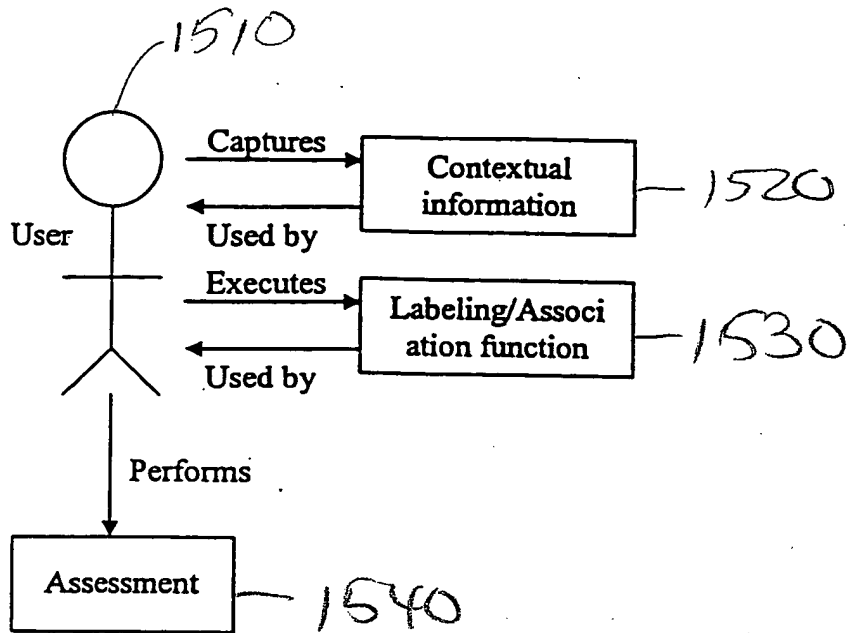 1510
Captures
Contextual
information
1520
User
Used by
Executes
Labeling/Associ
ation function
1530
Used by
Performs
Assessment
1540